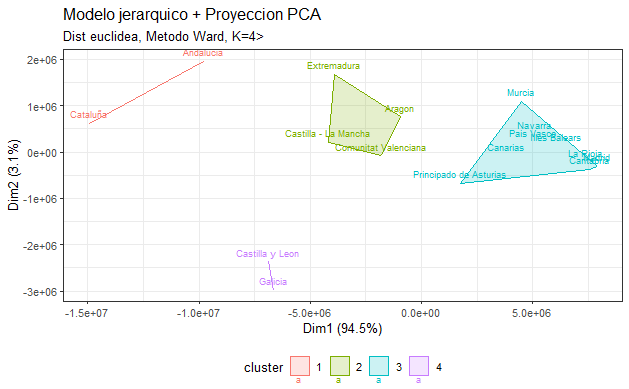 Modelo jerarquico + Proyeccion PCA
Dist euclidea, Metodo Ward, K=4>
Andalucia
Cataluña
Extremadura
Aragon
Castilla - La Mancha
Comunitat Valenciana
Murcia
Navarra
Pais Vasco
Illes Balears
Canarias
La Rioja
Cantabria
Principado de Asturias
Castilla y Leon
Galicia
2e+06
1e+06
0e+00
-1e+06
-2e+06
-3e+06
Dim2 (3.1%)
-1.5e+07
-1.0e+07
-5.0e+06
0.0e+00
5.0e+06
Dim1 (94.5%)
cluster a 1 a 2 a 3 a 4